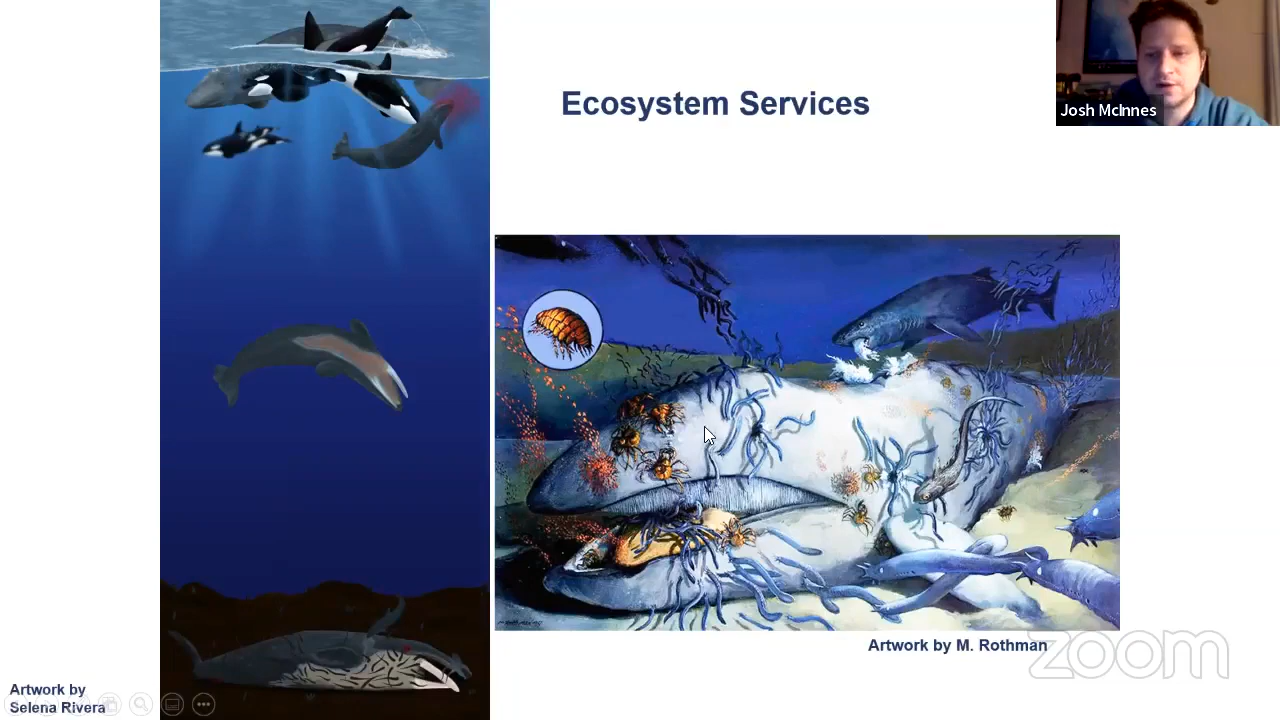 Ecosystem Services
Josh McInnes
Artwork by M. Rothman
zoom
Artwork by
Selena Rivera